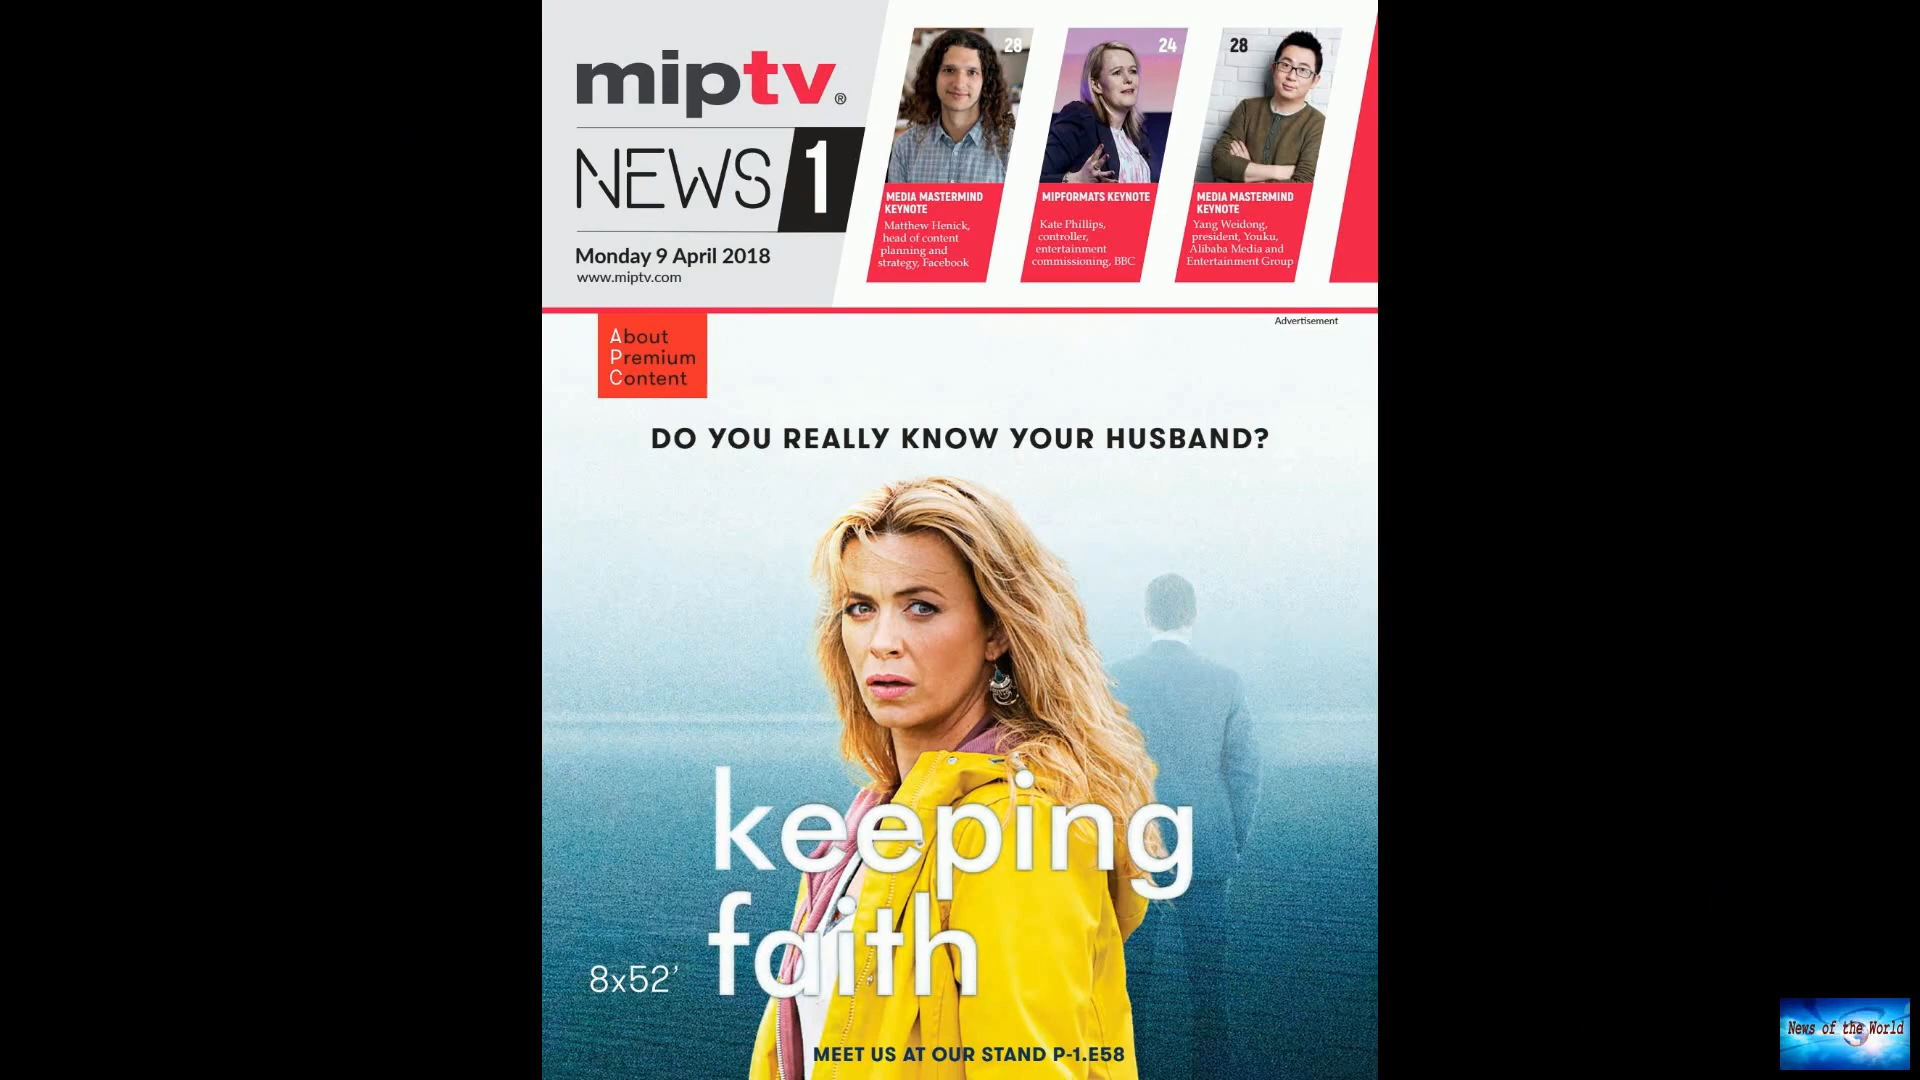 miptv®
NEWS 1
Monday 9 April 2018
www.miptv.com
28
MEDIA MASTERMIND
KEYNOTE
Matthew Henick,
head of content
planning and
strategy, Facebook
24
MIPFORMATS KEYNOTE
Kate Phillips,
controller,
entertainment
commissioning, BBC
28
MEDIA MASTERMIND
KEYNOTE
Yang Weidong,
president, Youku,
Alibaba Media and
Entertainment Group
Advertisement
About
Premium
Content
DO YOU REALLY KNOW YOUR HUSBAND?
keeping
faith
8x52’
MEET US AT OUR STAND P-1.E58
News of the World